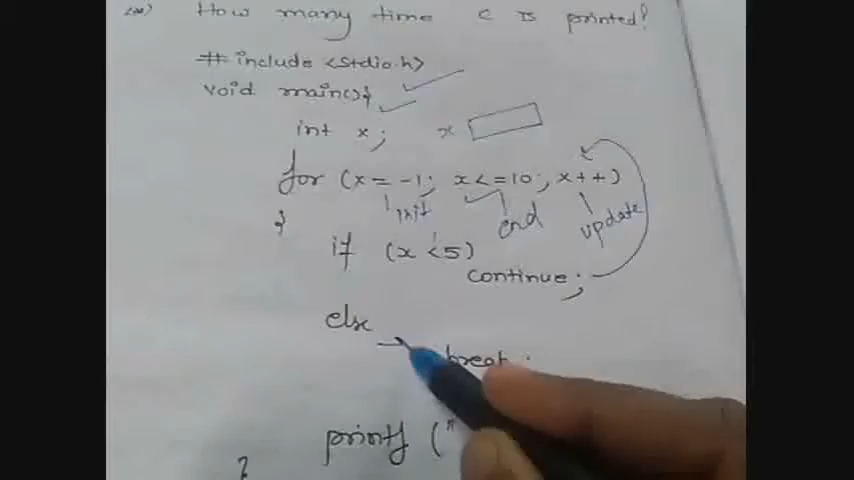 How many time C is printed?
# include <stdio.h>
void main(){
int x; x
for (x = -1; x <= 10; x++)
init end update
{
if (x < 5)
continue;
else
break;
printf ("
}